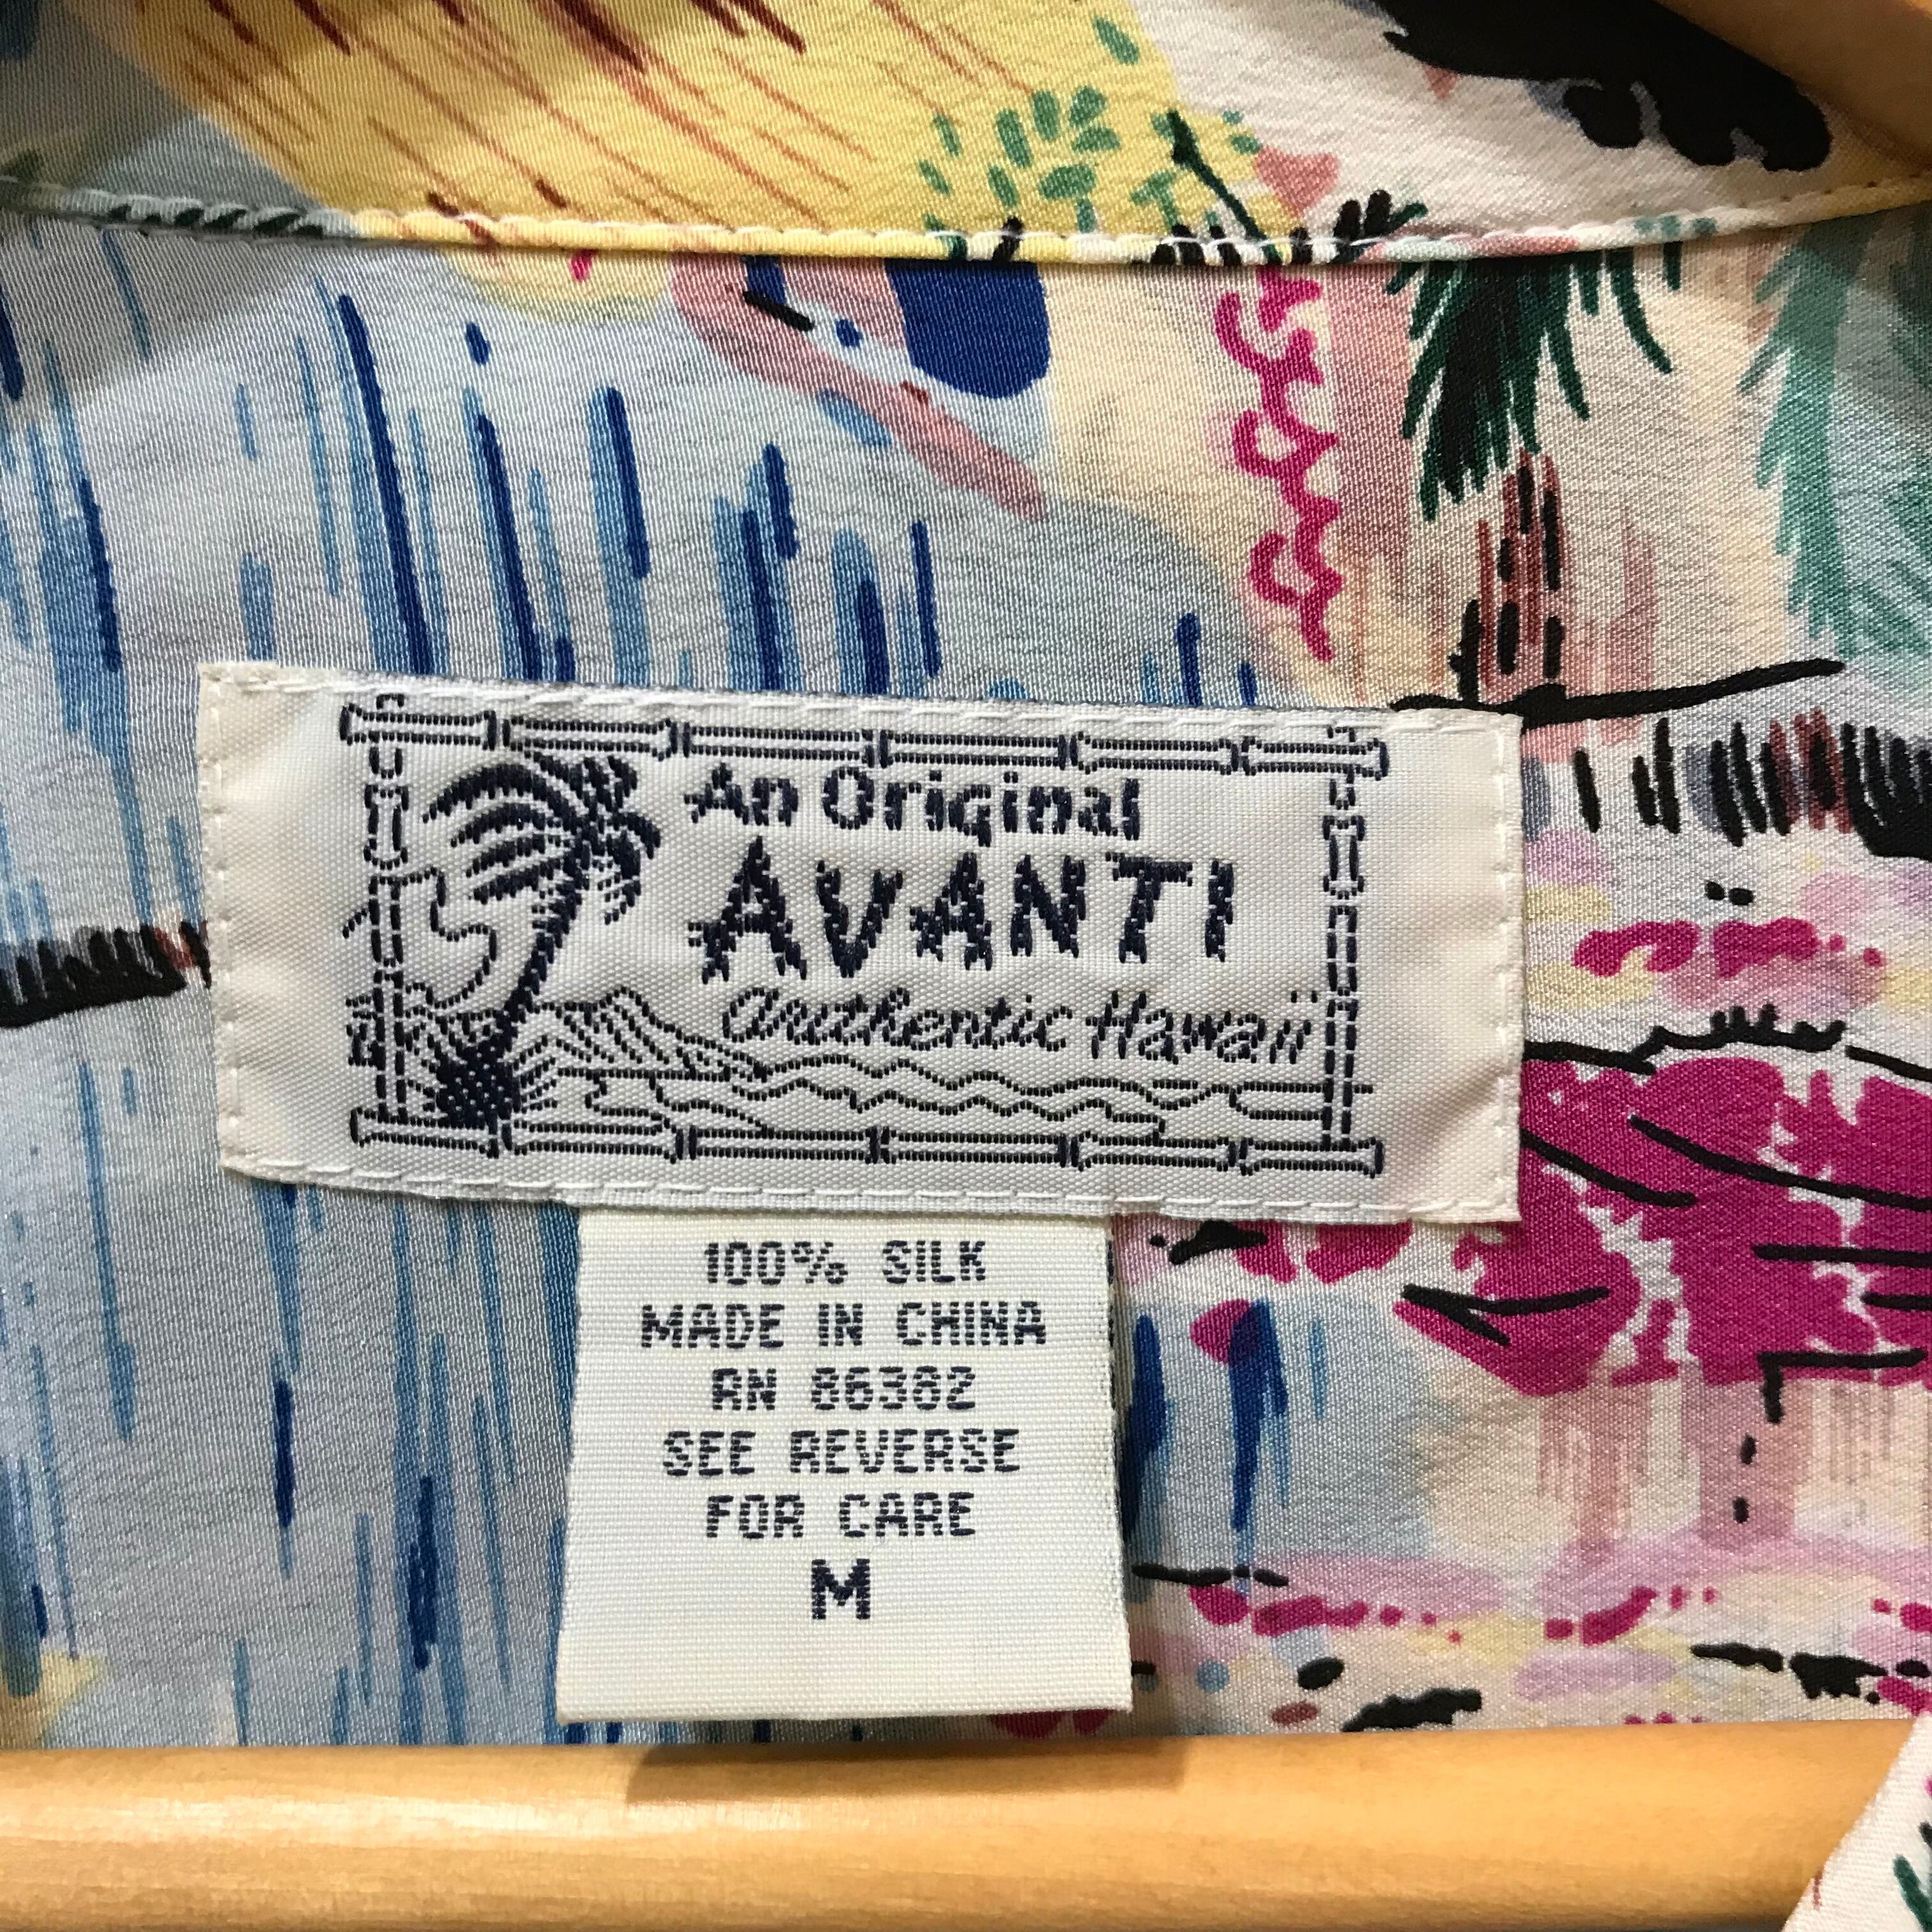 An Original
AVANTI
authentic Hawaii
100% SILK
MADE IN CHINA
RN 86382
SEE REVERSE
FOR CARE
M